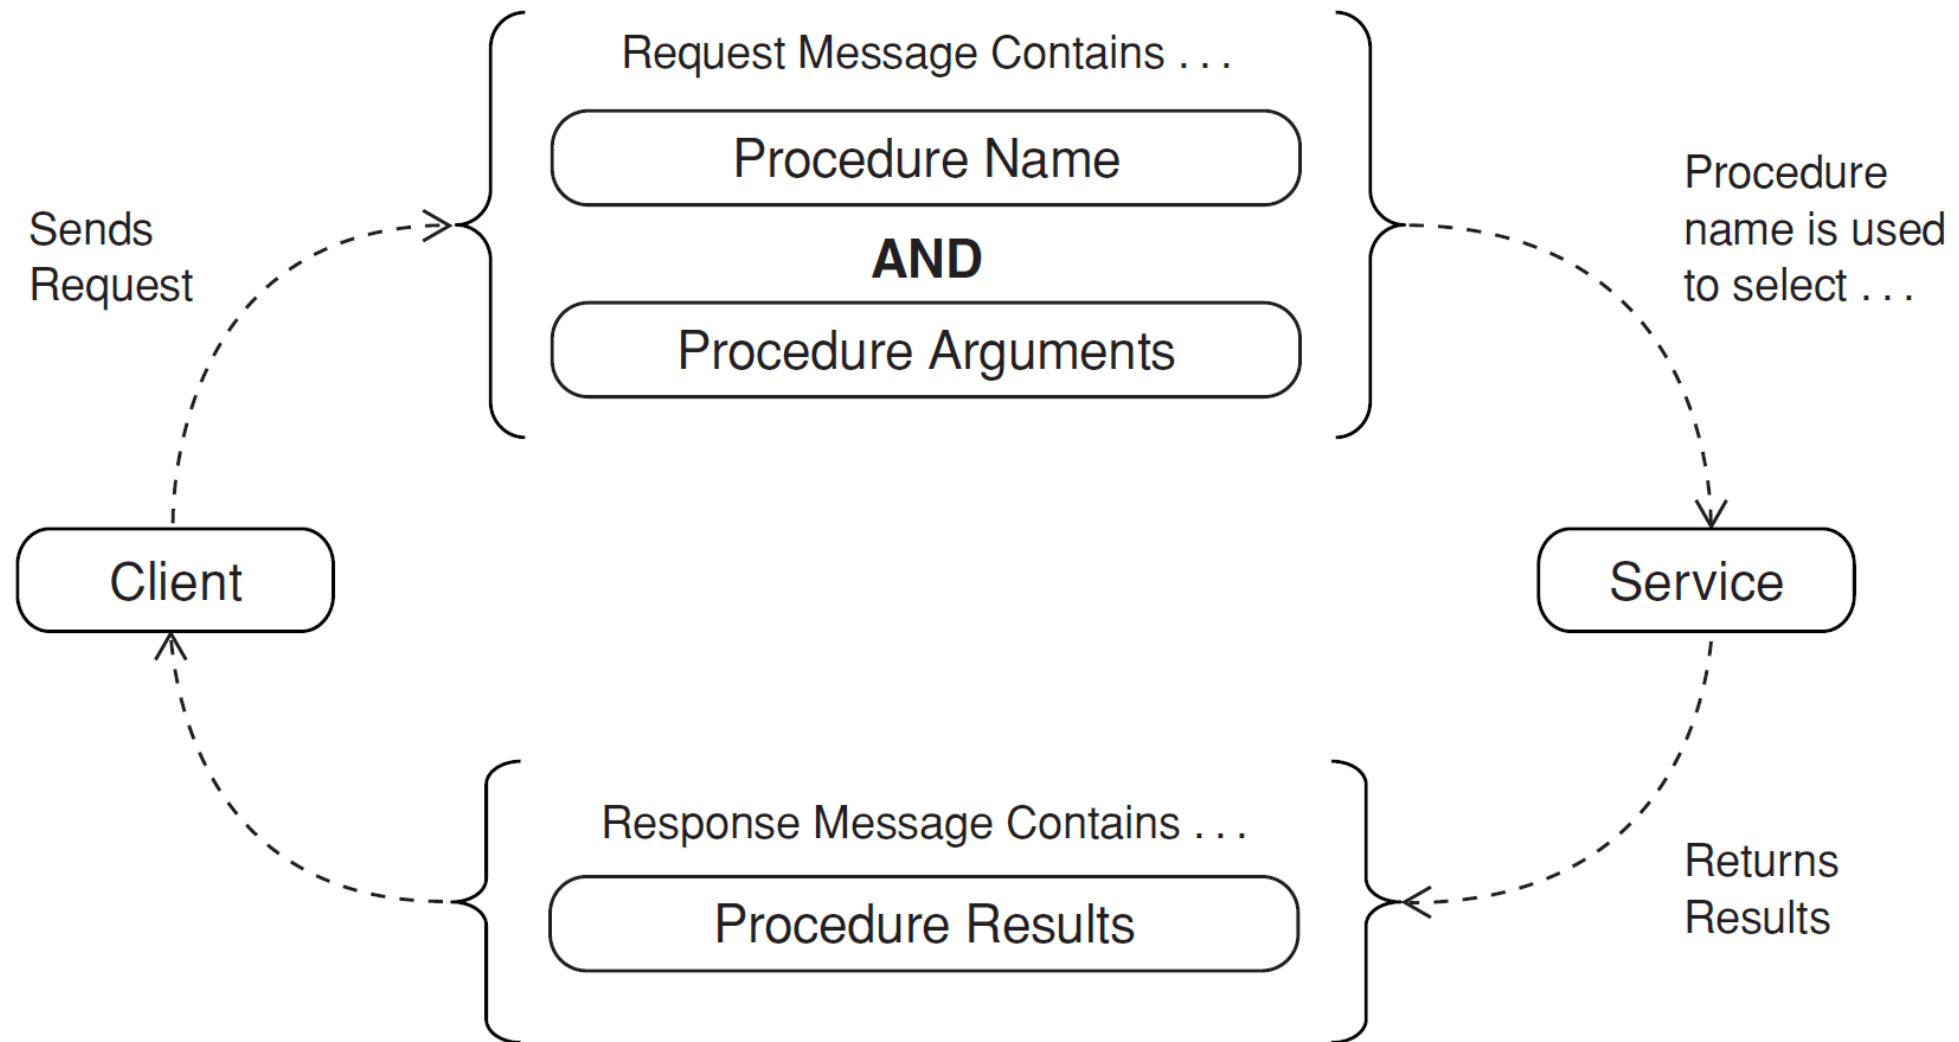 Request Message Contains . . .
Procedure Name
AND
Procedure Arguments
Sends
Request
Procedure
name is used
to select . . .
Client
Service
Response Message Contains . . .
Procedure Results
Returns
Results